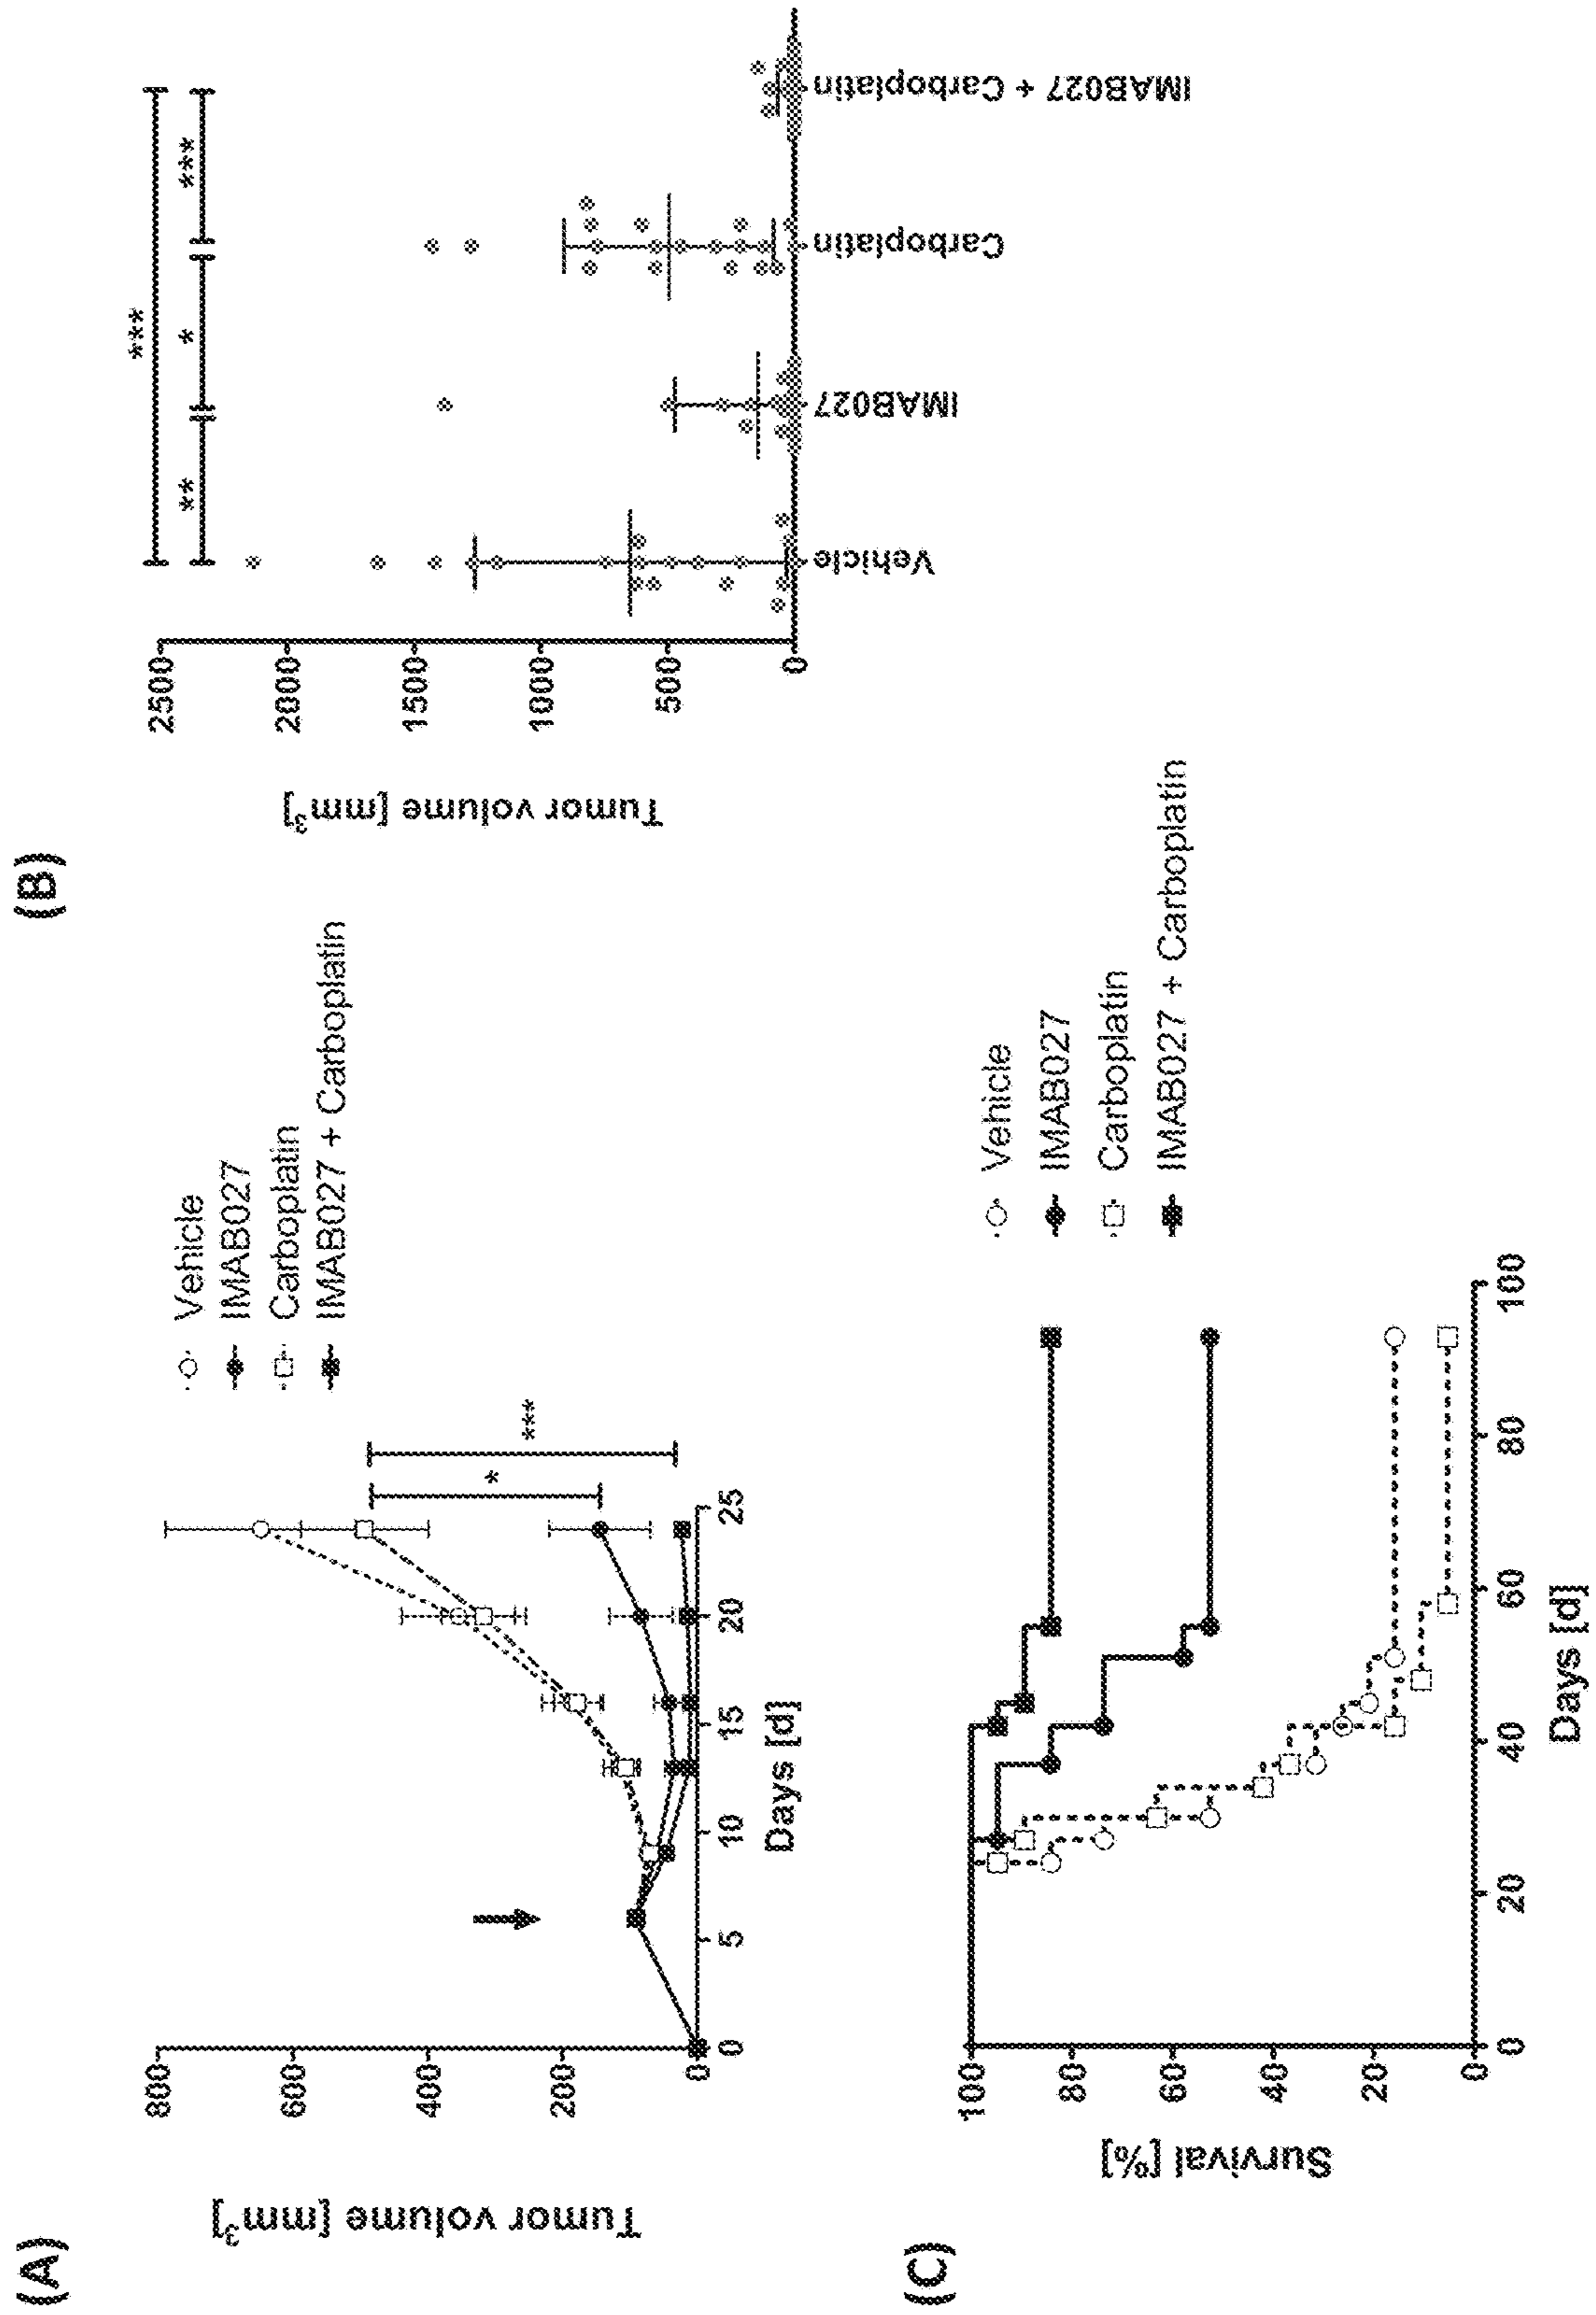 (A)
Tumor volume [mm³]
800
600
400
200
0
0 5 10 15 20 25
Days [d]
*
***
Vehicle
IMAB027
Carboplatin
IMAB027 + Carboplatin
(B)
Tumor volume [mm³]
2500
2000
1500
1000
500
0
***
** * ***
Vehicle IMAB027 Carboplatin IMAB027 + Carboplatin
(C)
Survival [%]
100
80
60
40
20
0
0 20 40 60 80 100
Days [d]
Vehicle
IMAB027
Carboplatin
IMAB027 + Carboplatin